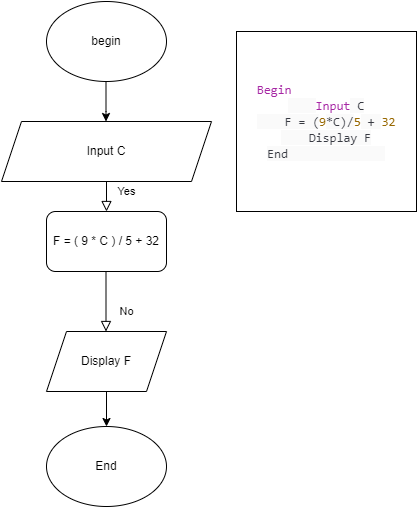 begin
Input C
Yes
F = ( 9 * C ) / 5 + 32
No
Display F
End
Begin
Input C
F = (9*C)/5 + 32
Display F
End